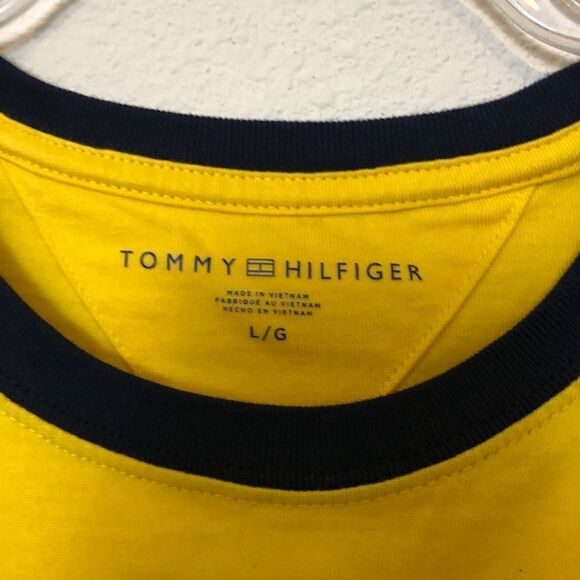 TOMMY HILFIGER
MADE IN VIETNAM
FABRIQUÉ AU VIETNAM
HECHO EN VIETNAM
L/G